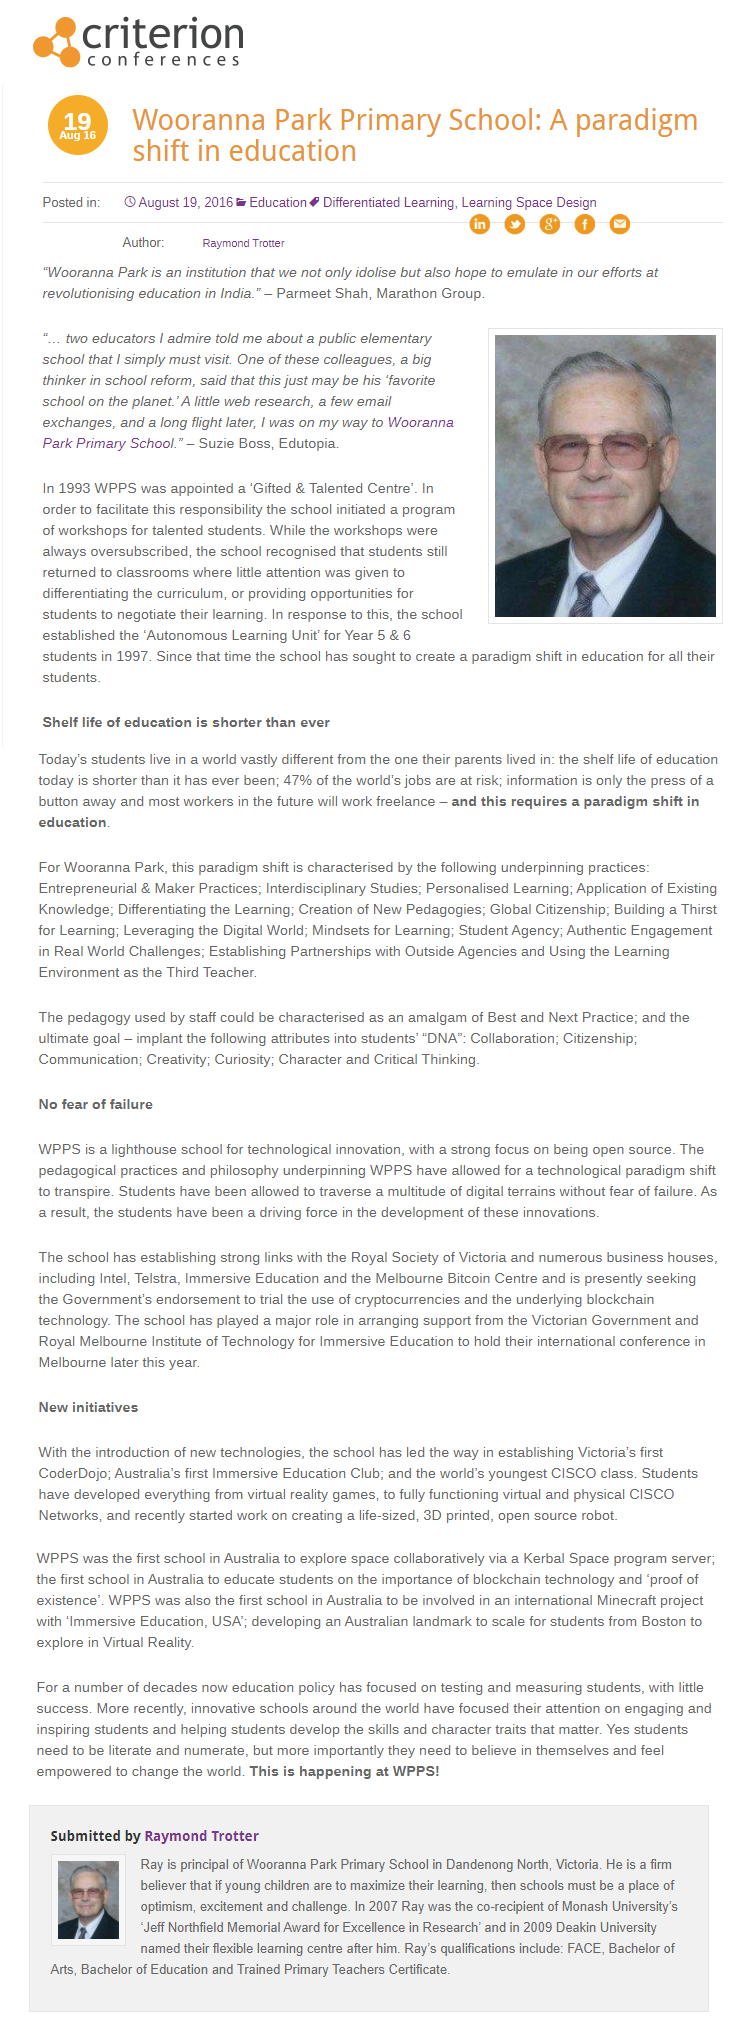 criterion
conferences
19
Aug 16
Wooranna Park Primary School: A paradigm
shift in education
Posted in: August 19, 2016 Education Differentiated Learning, Learning Space Design
in g+ f
Author: Raymond Trotter
“Wooranna Park is an institution that we not only idolise but also hope to emulate in our efforts at
revolutionising education in India.” – Parmeet Shah, Marathon Group.
“… two educators I admire told me about a public elementary
school that I simply must visit. One of these colleagues, a big
thinker in school reform, said that this just may be his ‘favorite
school on the planet.’ A little web research, a few email
exchanges, and a long flight later, I was on my way to Wooranna
Park Primary School.” – Suzie Boss, Edutopia.
In 1993 WPPS was appointed a ‘Gifted & Talented Centre’. In
order to facilitate this responsibility the school initiated a program
of workshops for talented students. While the workshops were
always oversubscribed, the school recognised that students still
returned to classrooms where little attention was given to
differentiating the curriculum, or providing opportunities for
students to negotiate their learning. In response to this, the school
established the ‘Autonomous Learning Unit’ for Year 5 & 6
students in 1997. Since that time the school has sought to create a paradigm shift in education for all their
students.
Shelf life of education is shorter than ever
Today’s students live in a world vastly different from the one their parents lived in: the shelf life of education
today is shorter than it has ever been; 47% of the world’s jobs are at risk; information is only the press of a
button away and most workers in the future will work freelance – and this requires a paradigm shift in
education.
For Wooranna Park, this paradigm shift is characterised by the following underpinning practices:
Entrepreneurial & Maker Practices; Interdisciplinary Studies; Personalised Learning; Application of Existing
Knowledge; Differentiating the Learning; Creation of New Pedagogies; Global Citizenship; Building a Thirst
for Learning; Leveraging the Digital World; Mindsets for Learning; Student Agency; Authentic Engagement
in Real World Challenges; Establishing Partnerships with Outside Agencies and Using the Learning
Environment as the Third Teacher.
The pedagogy used by staff could be characterised as an amalgam of Best and Next Practice; and the
ultimate goal – implant the following attributes into students’ “DNA”: Collaboration; Citizenship;
Communication; Creativity; Curiosity; Character and Critical Thinking.
No fear of failure
WPPS is a lighthouse school for technological innovation, with a strong focus on being open source. The
pedagogical practices and philosophy underpinning WPPS have allowed for a technological paradigm shift
to transpire. Students have been allowed to traverse a multitude of digital terrains without fear of failure. As
a result, the students have been a driving force in the development of these innovations.
The school has establishing strong links with the Royal Society of Victoria and numerous business houses,
including Intel, Telstra, Immersive Education and the Melbourne Bitcoin Centre and is presently seeking
the Government’s endorsement to trial the use of cryptocurrencies and the underlying blockchain
technology. The school has played a major role in arranging support from the Victorian Government and
Royal Melbourne Institute of Technology for Immersive Education to hold their international conference in
Melbourne later this year.
New initiatives
With the introduction of new technologies, the school has led the way in establishing Victoria’s first
CoderDojo; Australia’s first Immersive Education Club; and the world’s youngest CISCO class. Students
have developed everything from virtual reality games, to fully functioning virtual and physical CISCO
Networks, and recently started work on creating a life-sized, 3D printed, open source robot.
WPPS was the first school in Australia to explore space collaboratively via a Kerbal Space program server;
the first school in Australia to educate students on the importance of blockchain technology and ‘proof of
existence’. WPPS was also the first school in Australia to be involved in an international Minecraft project
with ‘Immersive Education, USA’; developing an Australian landmark to scale for students from Boston to
explore in Virtual Reality.
For a number of decades now education policy has focused on testing and measuring students, with little
success. More recently, innovative schools around the world have focused their attention on engaging and
inspiring students and helping students develop the skills and character traits that matter. Yes students
need to be literate and numerate, but more importantly they need to believe in themselves and feel
empowered to change the world. This is happening at WPPS!
Submitted by Raymond Trotter
Ray is principal of Wooranna Park Primary School in Dandenong North, Victoria. He is a firm
believer that if young children are to maximize their learning, then schools must be a place of
optimism, excitement and challenge. In 2007 Ray was the co-recipient of Monash University’s
‘Jeff Northfield Memorial Award for Excellence in Research’ and in 2009 Deakin University
named their flexible learning centre after him. Ray’s qualifications include: FACE, Bachelor of
Arts, Bachelor of Education and Trained Primary Teachers Certificate.